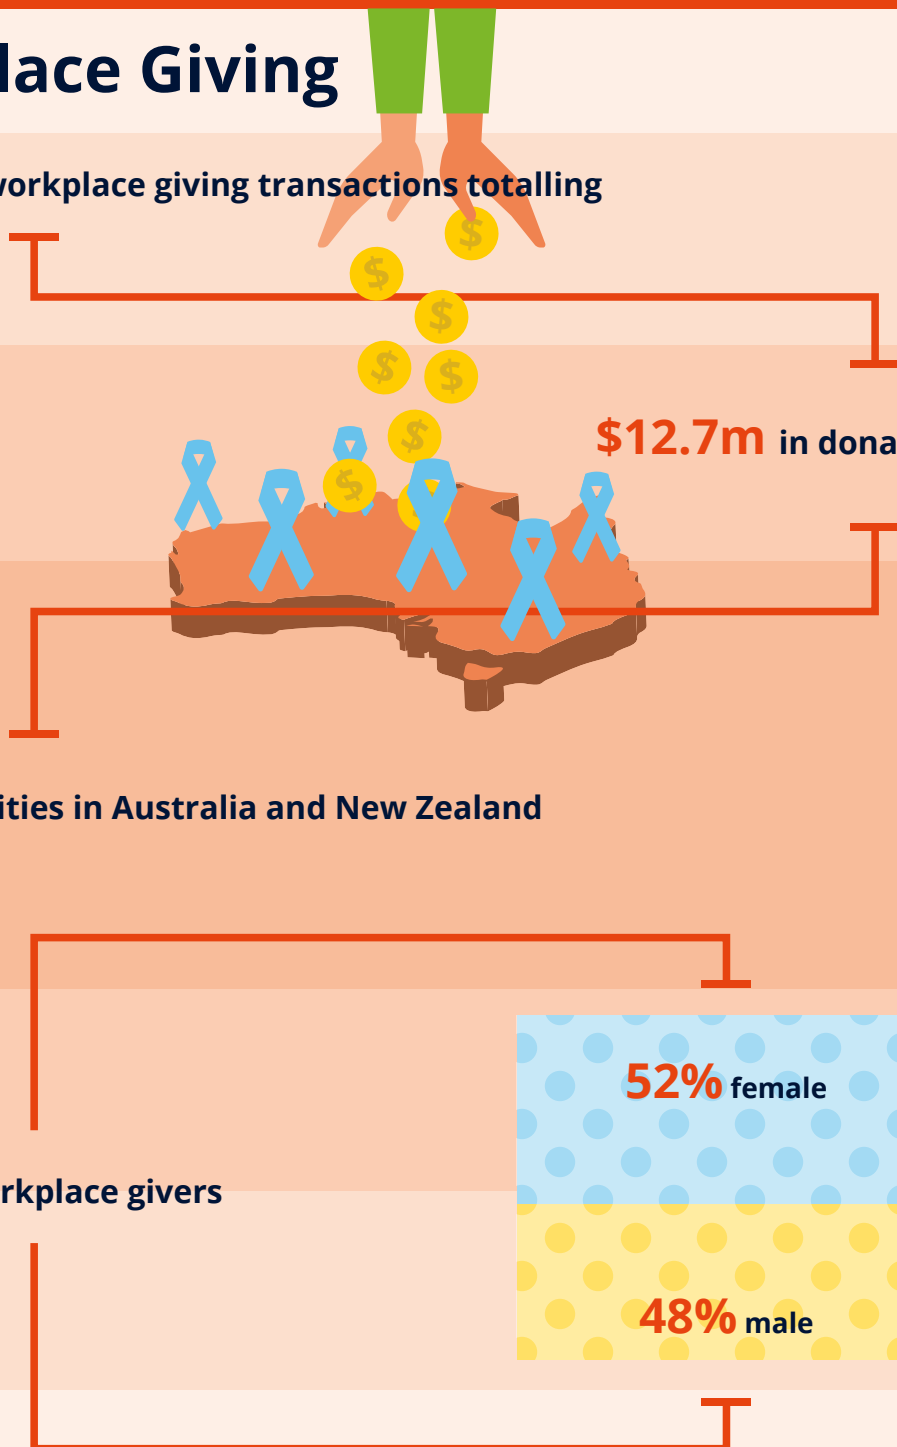 lace Giving
workplace giving transactions totalling
$12.7m in dona
ities in Australia and New Zealand
52% female
rkplace givers
48% male